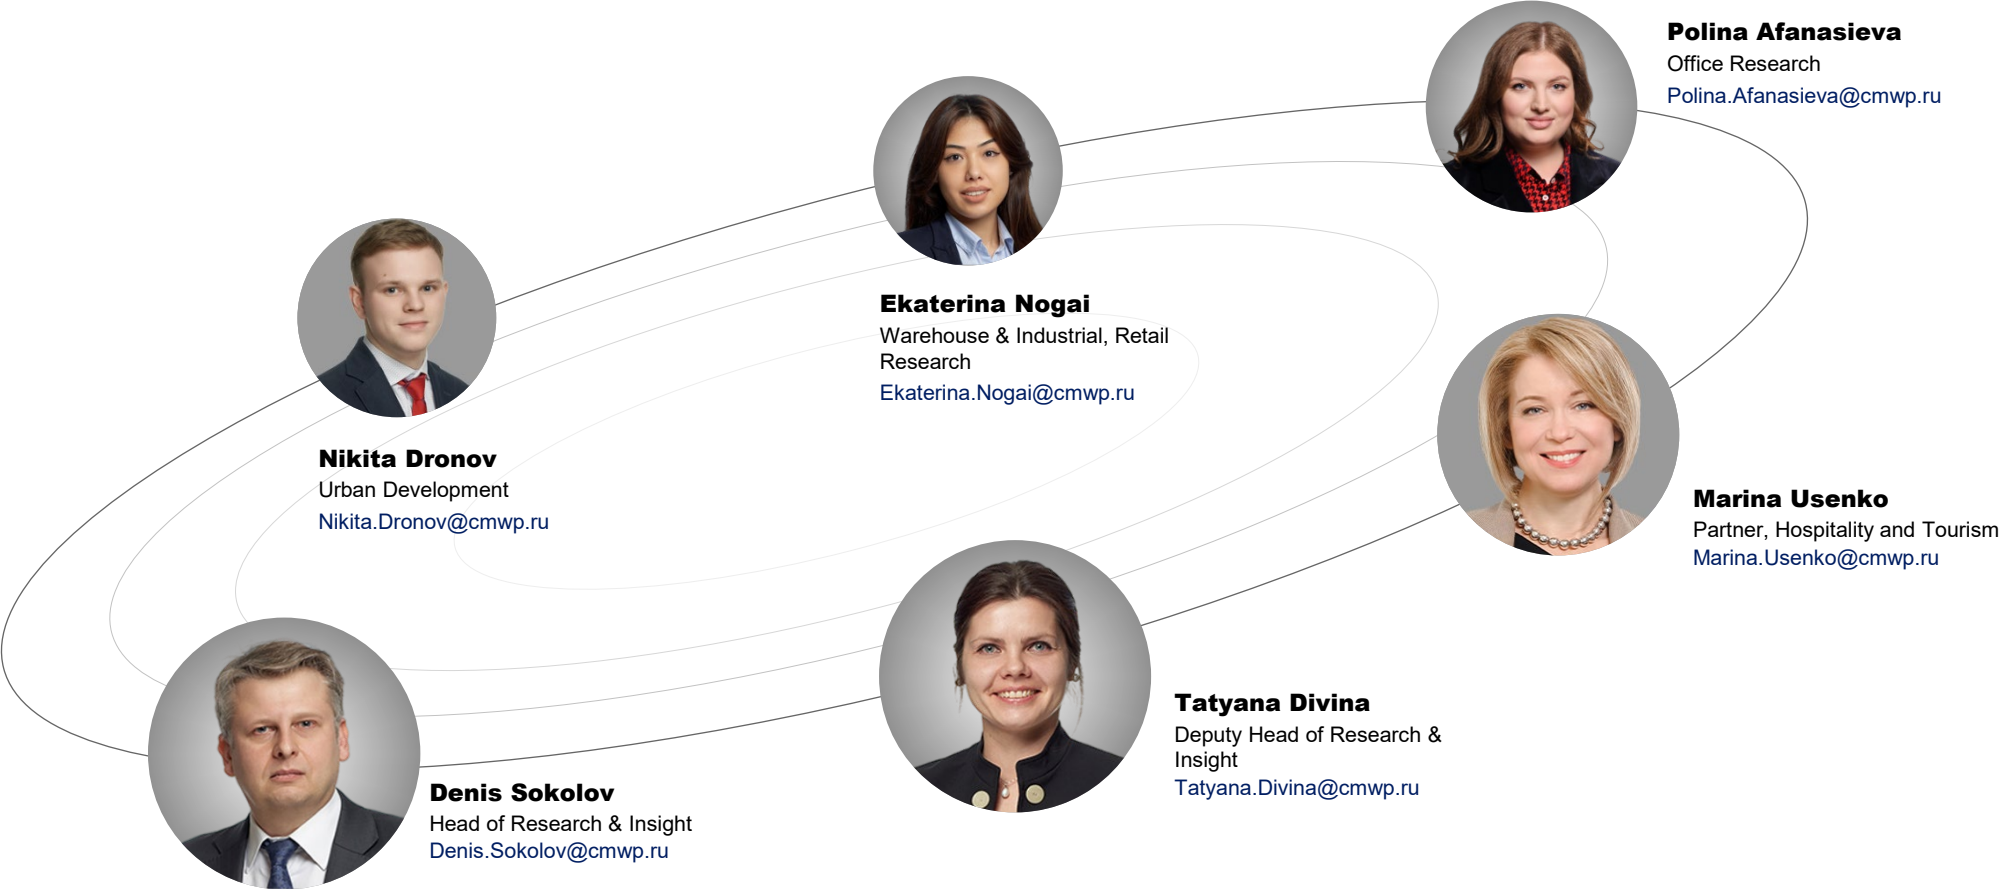 Polina Afanasieva
Office Research
Polina.Afanasieva@cmwp.ru
Ekaterina Nogai
Warehouse & Industrial, Retail
Research
Ekaterina.Nogai@cmwp.ru
Nikita Dronov
Urban Development
Nikita.Dronov@cmwp.ru
Marina Usenko
Partner, Hospitality and Tourism
Marina.Usenko@cmwp.ru
Tatyana Divina
Deputy Head of Research &
Insight
Tatyana.Divina@cmwp.ru
Denis Sokolov
Head of Research & Insight
Denis.Sokolov@cmwp.ru